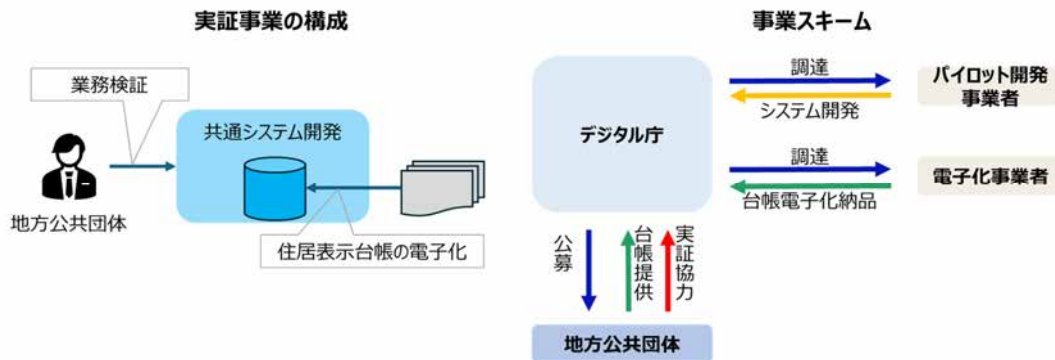 実証事業の構成
業務検証
共通システム開発
地方公共団体
住居表示台帳の電子化
事業スキーム
デジタル庁
調達
システム開発
パイロット開発
事業者
調達
台帳電子化納品
電子化事業者
公募
台帳提供
実証協力
地方公共団体